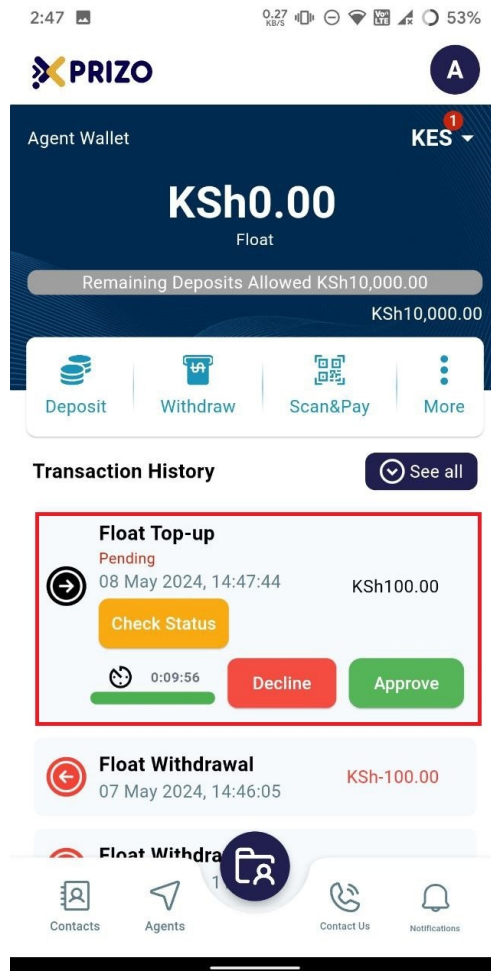 2:47
0.27 KB/S
VoLTE
53%
PRIZO
A
Agent Wallet
1
KES
KSh0.00
Float
Remaining Deposits Allowed KSh10,000.00
KSh10,000.00
Deposit
Withdraw
Scan&Pay
More
Transaction History
See all
Float Top-up
Pending
08 May 2024, 14:47:44
KSh100.00
Check Status
0:09:56
Decline
Approve
Float Withdrawal
07 May 2024, 14:46:05
KSh-100.00
Float Withdra
Contacts
Agents
Contact Us
Notifications